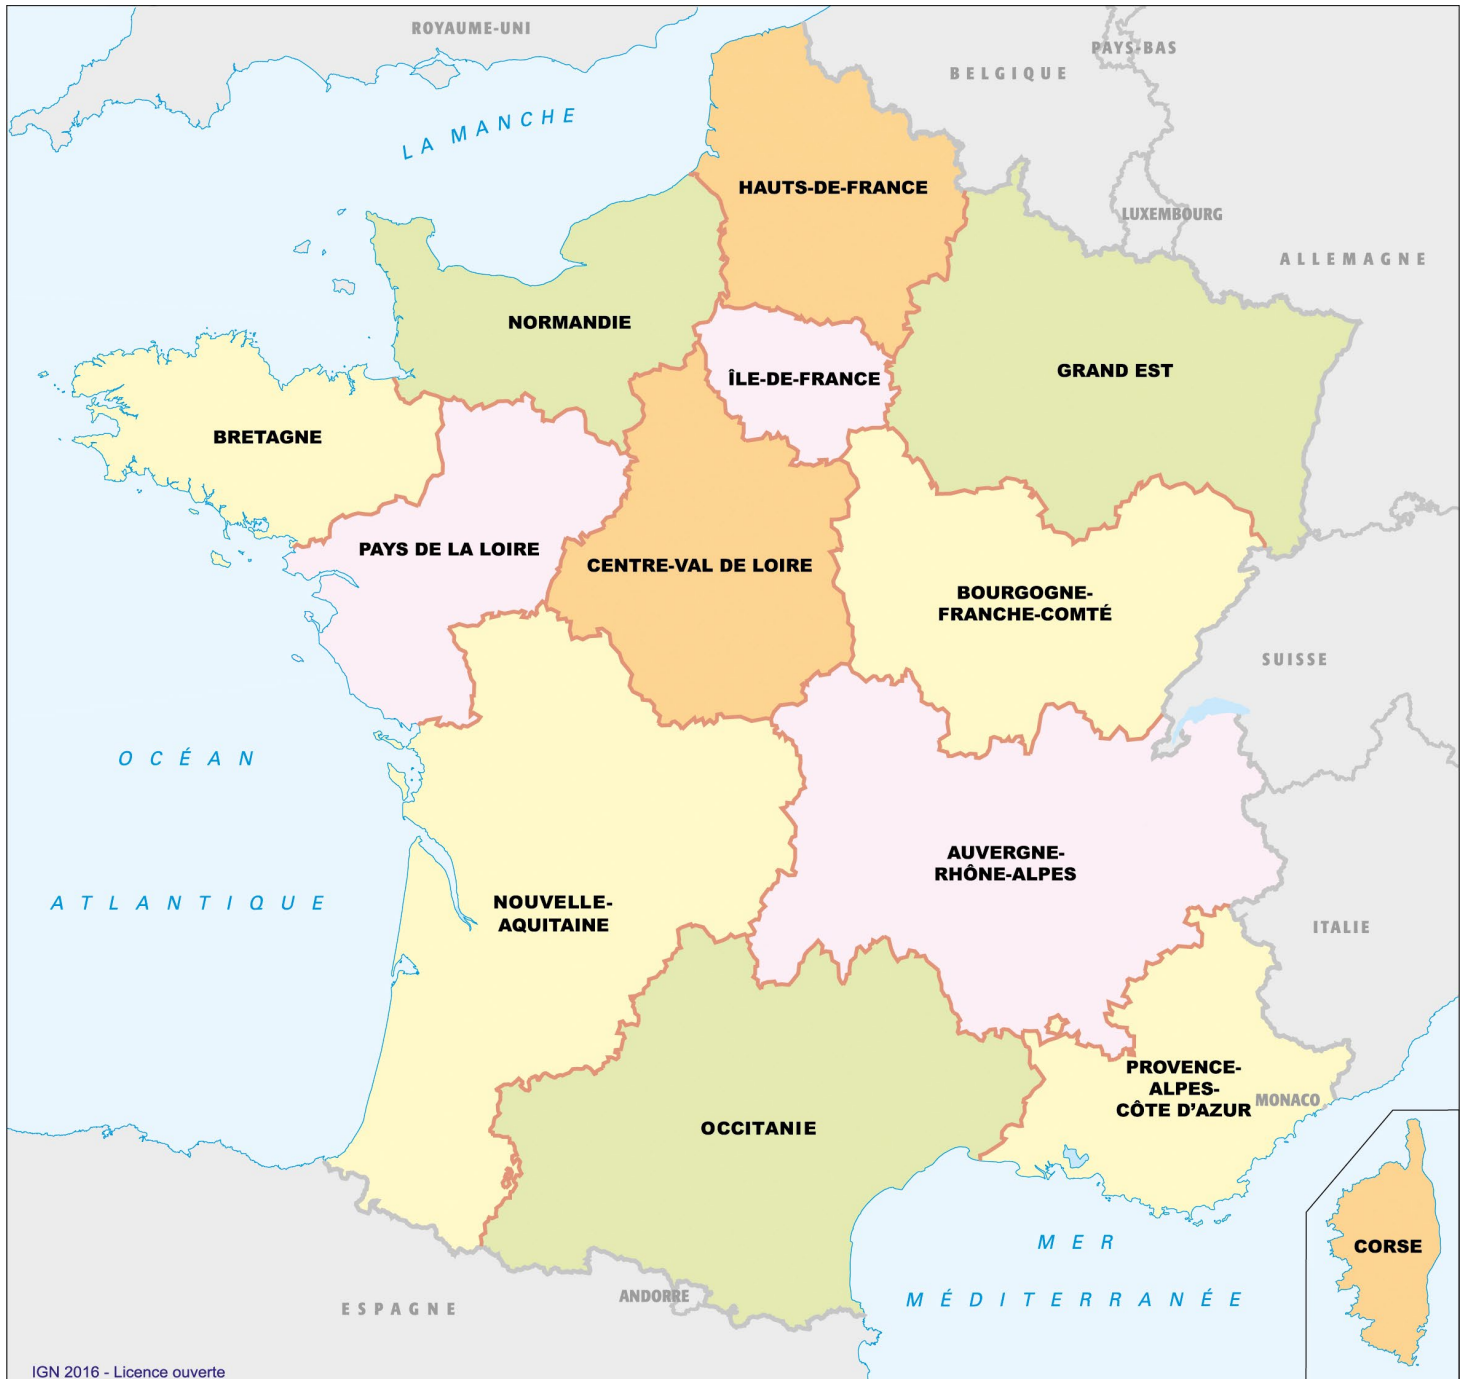 ROYAUME-UNI
PAYS-BAS
BELGIQUE
LA MANCHE
HAUTS-DE-FRANCE
LUXEMBOURG
ALLEMAGNE
NORMANDIE
ÎLE-DE-FRANCE
GRAND EST
BRETAGNE
PAYS DE LA LOIRE
CENTRE-VAL DE LOIRE
BOURGOGNE-
FRANCHE-COMTÉ
SUISSE
OCÉAN
ATLANTIQUE
AUVERGNE-
RHÔNE-ALPES
NOUVELLE-
AQUITAINE
ITALIE
PROVENCE-
ALPES-
CÔTE D'AZUR
MONACO
OCCITANIE
MER
MÉDITERRANÉE
CORSE
ANDORRE
ESPAGNE
IGN 2016 - Licence ouverte